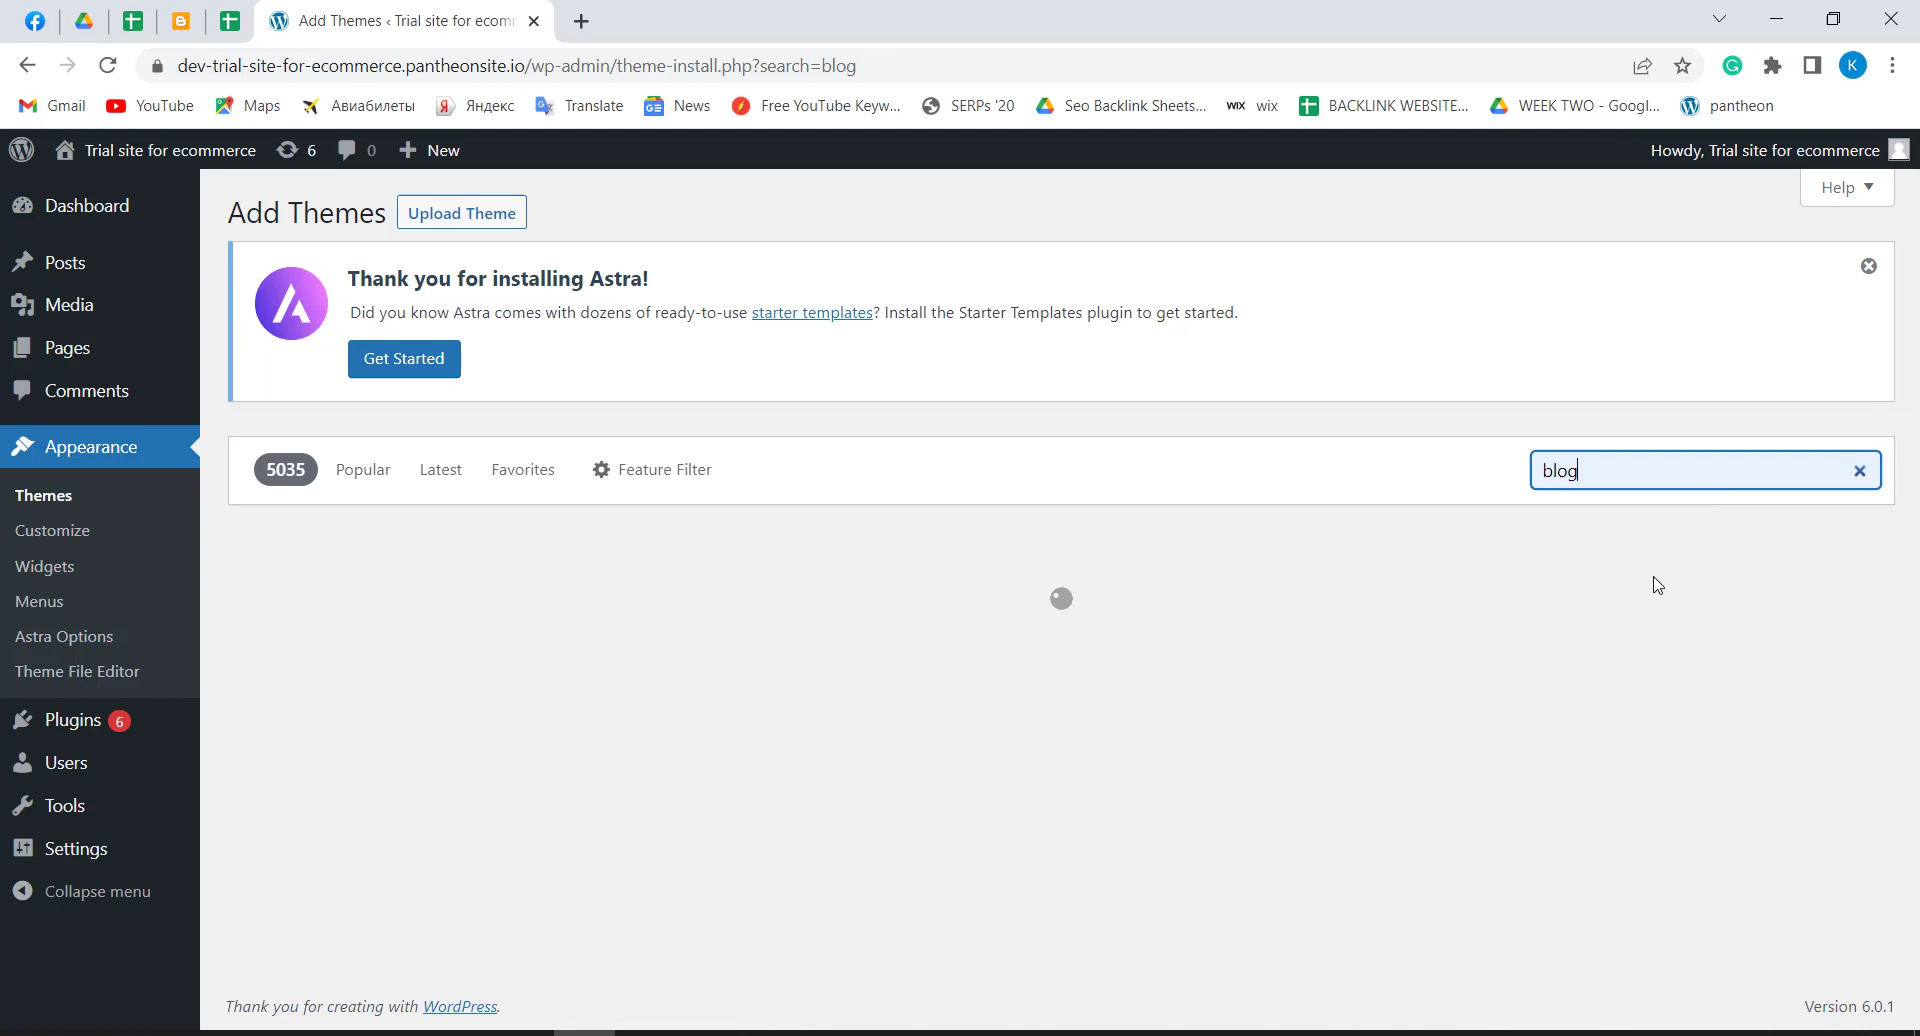 Add Themes ‹ Trial site for ecom
dev-trial-site-for-ecommerce.pantheonsite.io/wp-admin/theme-install.php?search=blog
K
Gmail YouTube Maps Авиабилеты Яндекс Translate News Free YouTube Keyw... SERPs '20 Seo Backlink Sheets... WIX wix BACKLINK WEBSITE... WEEK TWO - Googl... pantheon
Trial site for ecommerce 6 0 New Howdy, Trial site for ecommerce
Help
Add Themes Upload Theme
Dashboard
Posts
Media
Pages
Comments
Appearance
Themes
Customize
Widgets
Menus
Astra Options
Theme File Editor
Plugins 6
Users
Tools
Settings
Collapse menu
Thank you for installing Astra!
Did you know Astra comes with dozens of ready-to-use starter templates? Install the Starter Templates plugin to get started.
Get Started
5035 Popular Latest Favorites Feature Filter blog
Thank you for creating with WordPress. Version 6.0.1